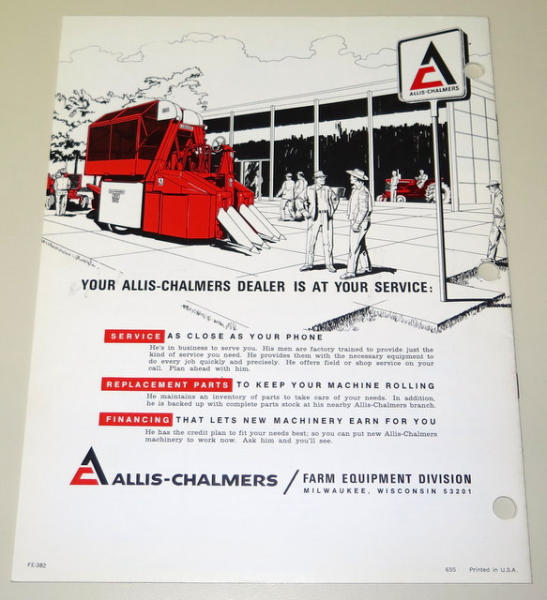 ALLIS-CHALMERS
YOUR ALLIS-CHALMERS DEALER IS AT YOUR SERVICE:
SERVICE AS CLOSE AS YOUR PHONE
He's in business to serve you. His men are factory trained to provide just the
kind of service you need. He provides them with the necessary equipment to
do every job quickly and precisely. He offers field or shop service on your
call. Plan ahead with him.
REPLACEMENT PARTS TO KEEP YOUR MACHINE ROLLING
He maintains an inventory of parts to take care of your needs. In addition,
he is backed up with complete parts stock at his nearby Allis-Chalmers branch.
FINANCING THAT LETS NEW MACHINERY EARN FOR YOU
He has the credit plan to fit your needs best; so you can put new Allis-Chalmers
machinery to work now. Ask him and you'll see.
ALLIS-CHALMERS / FARM EQUIPMENT DIVISION
MILWAUKEE, WISCONSIN 53201
FE-382
655 Printed in U.S.A.